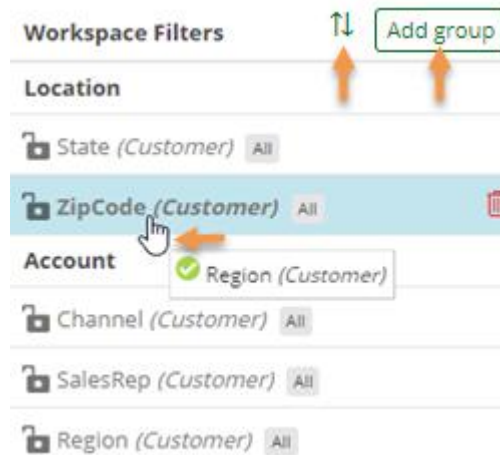 Workspace Filters Add group
Location
State (Customer) All
ZipCode (Customer) All
Account
Region (Customer)
Channel (Customer) All
SalesRep (Customer) All
Region (Customer) All